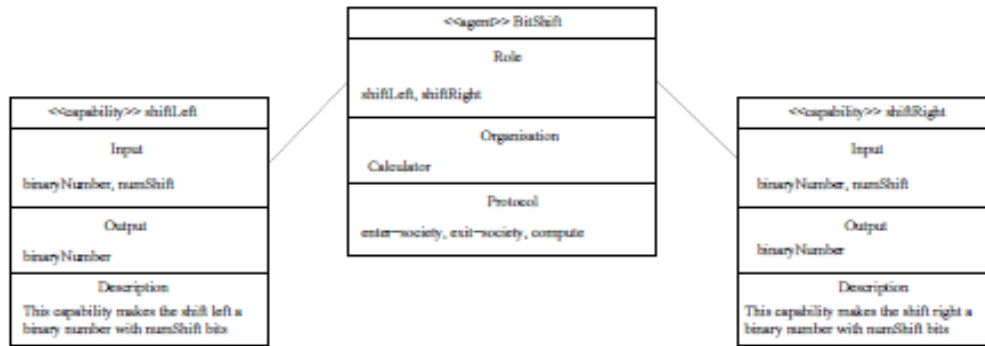 <<agent>> BitShift
Role
shiftLeft, shiftRight
Organisation
Calculator
Protocol
enter-society, exit-society, compute
<<capability>> shiftLeft
Input
binaryNumber, numShift
Output
binaryNumber
Description
This capability makes the shift left a
binary number with numShift bits
<<capability>> shiftRight
Input
binaryNumber, numShift
Output
binaryNumber
Description
This capability makes the shift right a
binary number with numShift bits